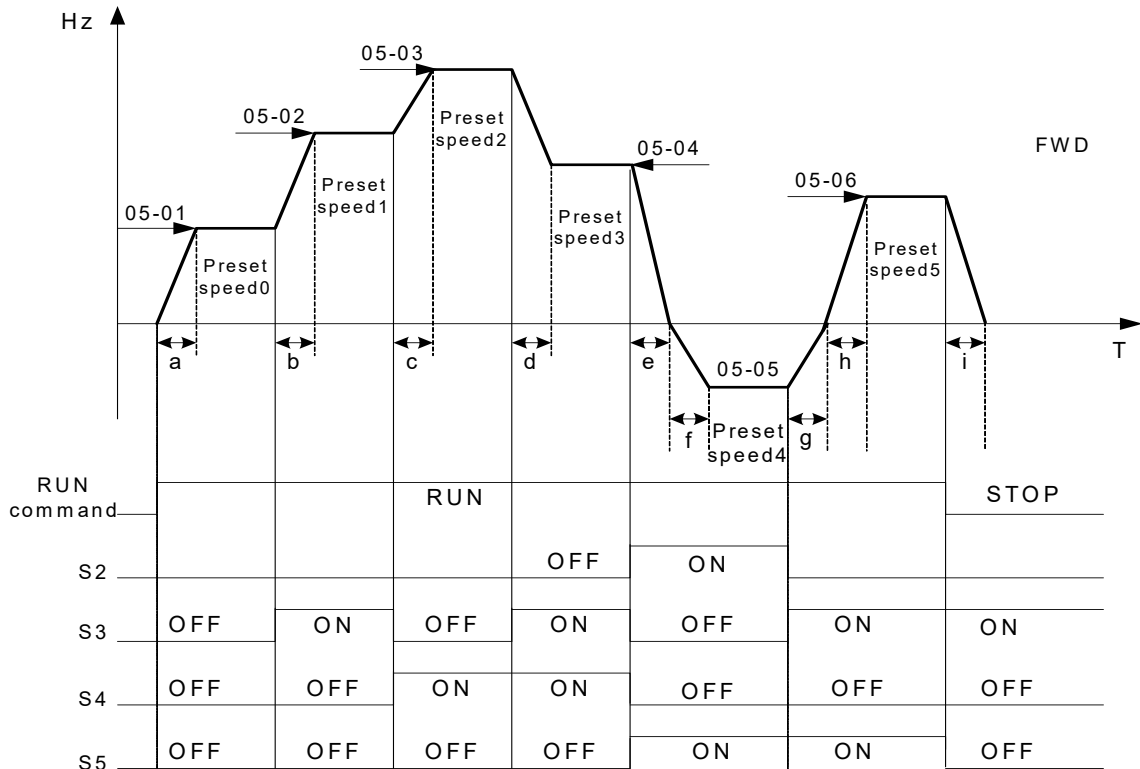 Hz
05-03
05-02
Preset
speed2
05-04
FWD
Preset
speed1
05-06
05-01
Preset
speed3
Preset
speed0
Preset
speed5
T
a
b
c
d
e
h
i
05-05
f
g
Preset
speed4
RUN
command
RUN
STOP
S2
OFF
ON
S3
OFF
ON
OFF
ON
OFF
ON
ON
S4
OFF
OFF
ON
ON
OFF
OFF
OFF
S5
OFF
OFF
OFF
OFF
ON
ON
OFF